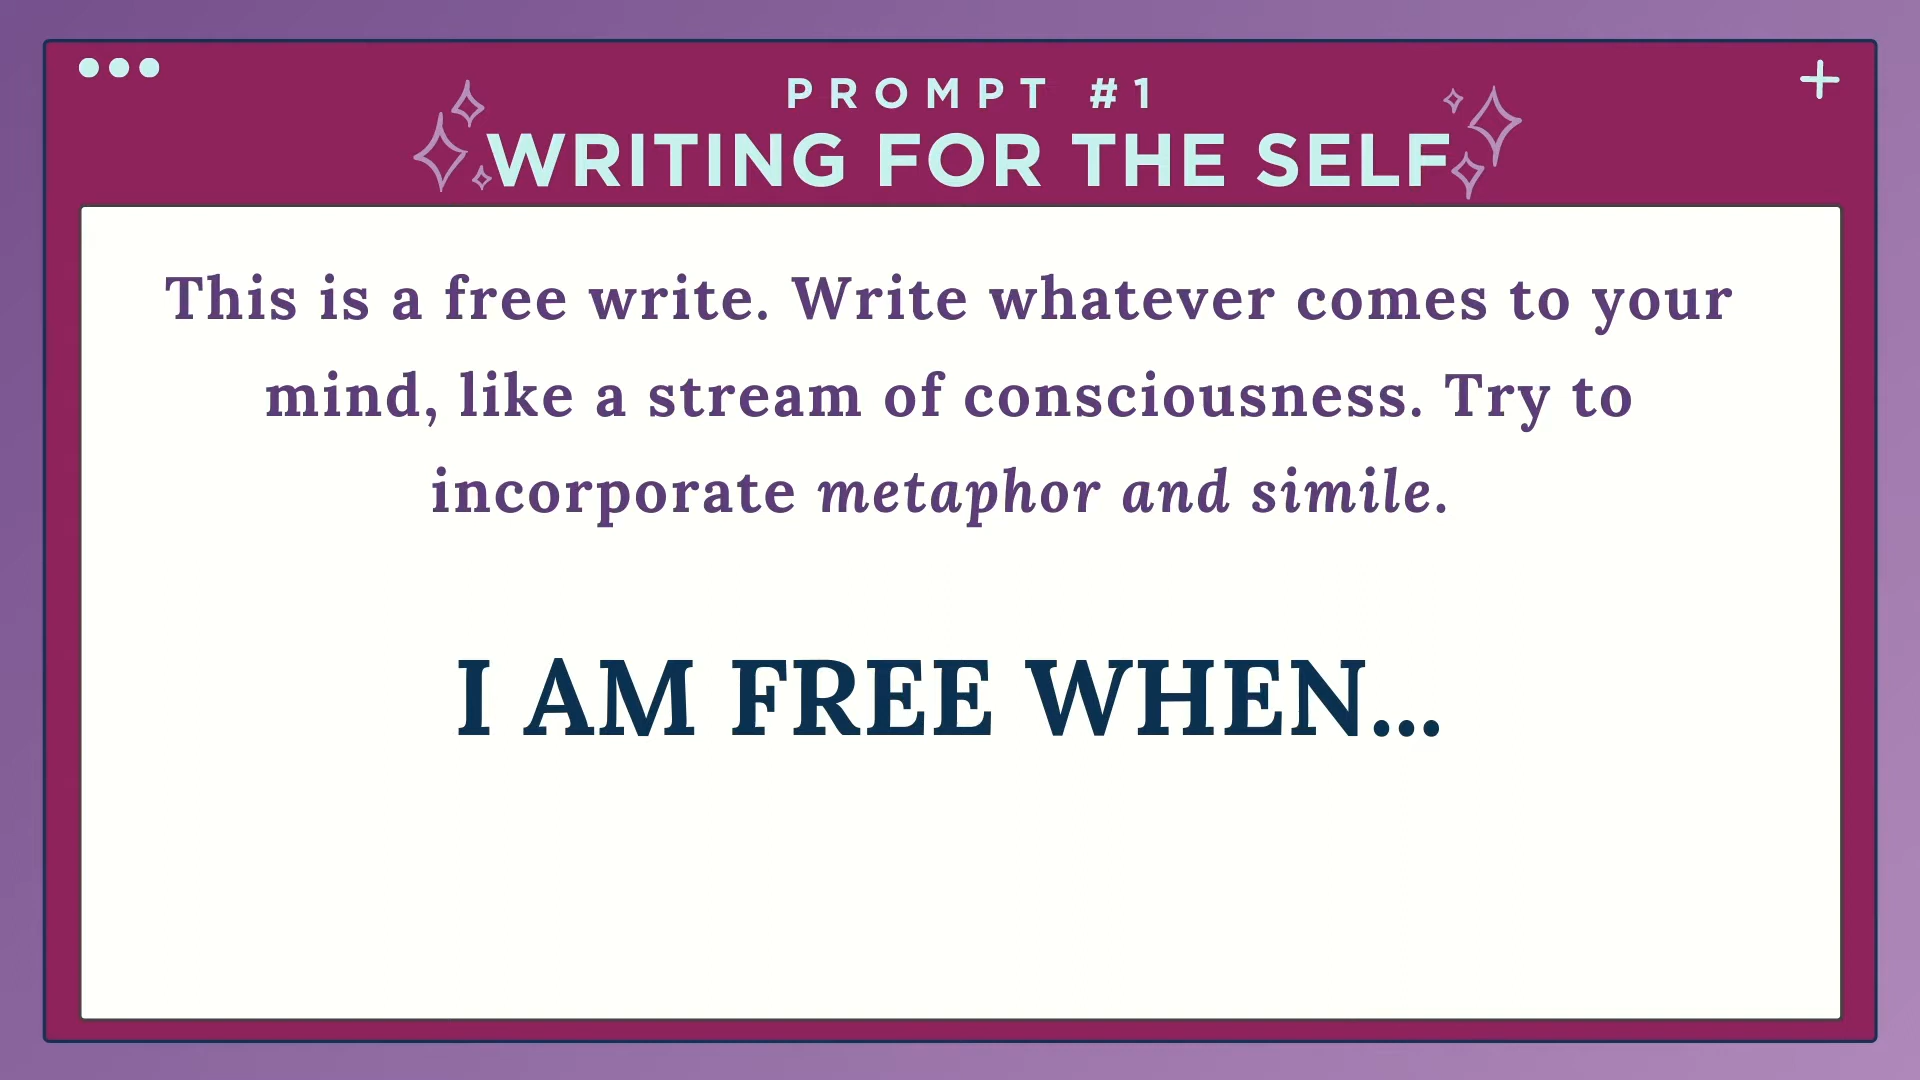 PROMPT #1
WRITING FOR THE SELF
This is a free write. Write whatever comes to your
mind, like a stream of consciousness. Try to
incorporate metaphor and simile.
I AM FREE WHEN...